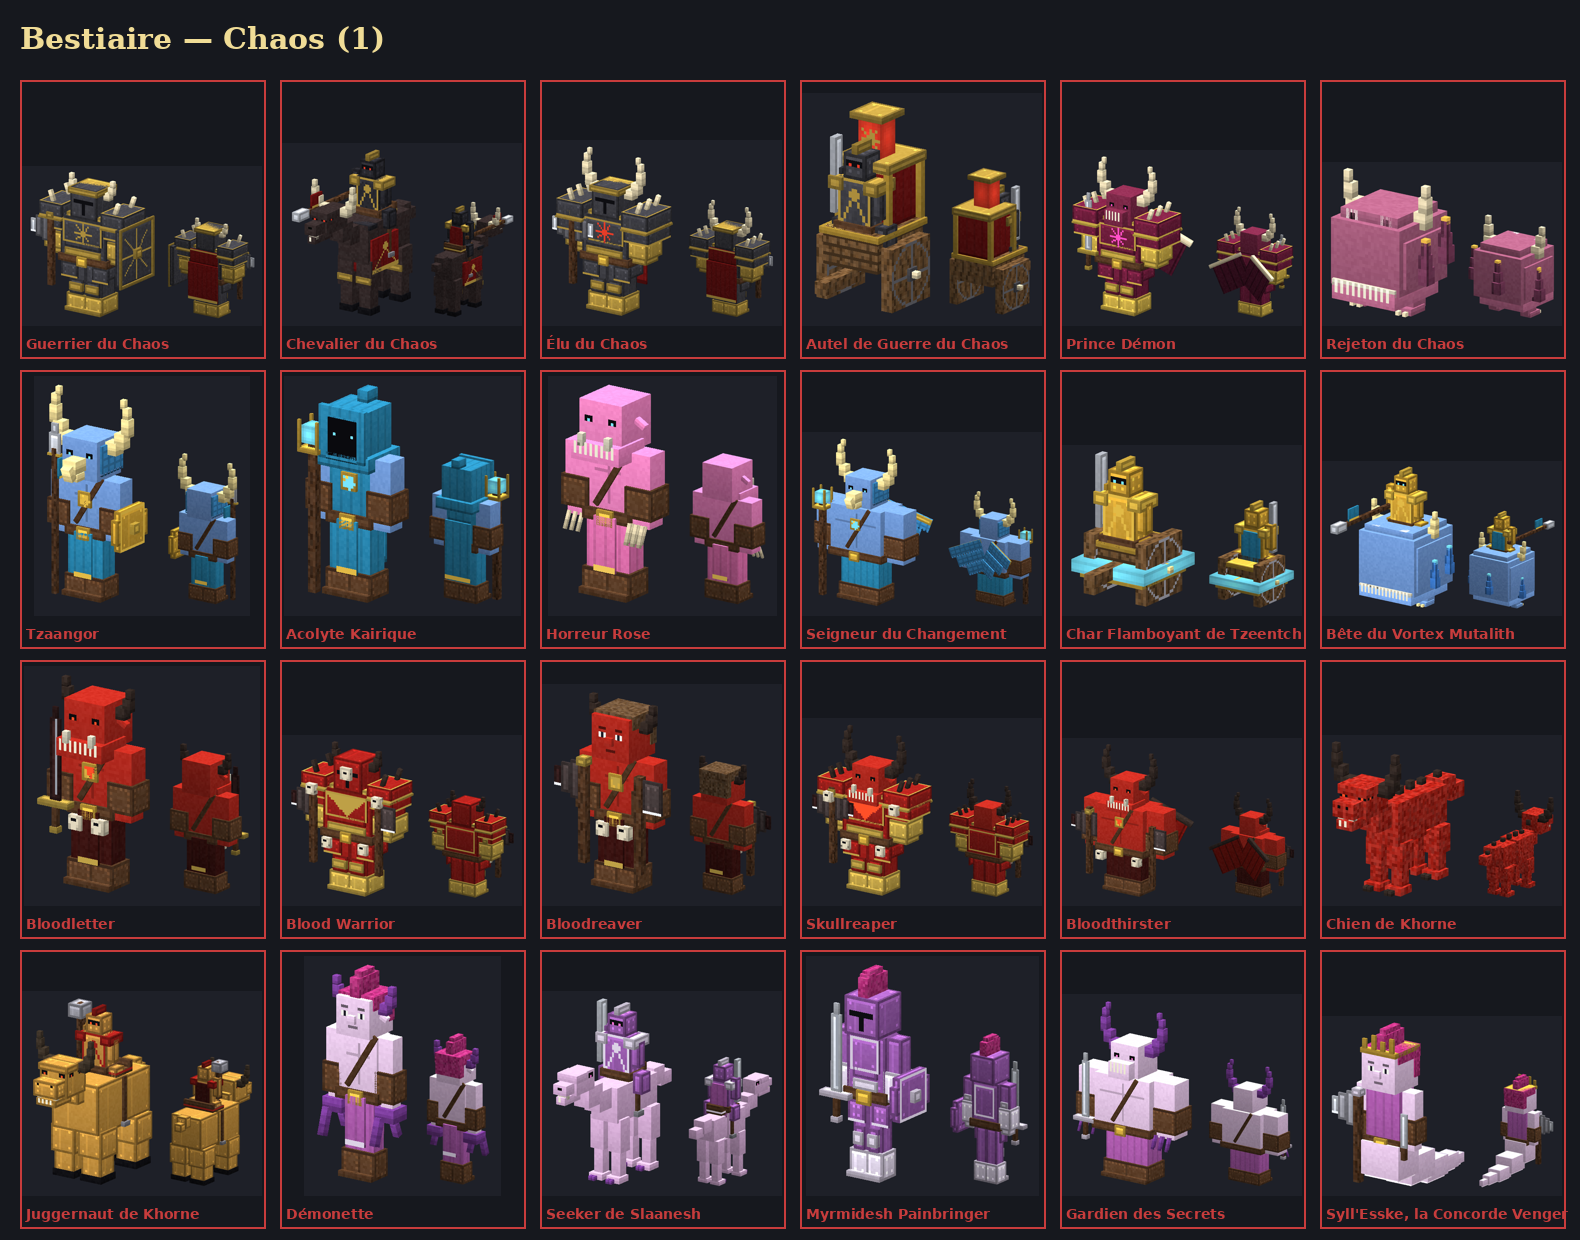 Bestiaire — Chaos (1)
Guerrier du Chaos
Chevalier du Chaos
Élu du Chaos
Autel de Guerre du Chaos
Prince Démon
Rejeton du Chaos
Tzaangor
Acolyte Kairique
Horreur Rose
Seigneur du Changement
Char Flamboyant de Tzeentch
Bête du Vortex Mutalith
Bloodletter
Blood Warrior
Bloodreaver
Skullreaper
Bloodthirster
Chien de Khorne
Juggernaut de Khorne
Démonette
Seeker de Slaanesh
Myrmidesh Painbringer
Gardien des Secrets
Syll'Esske, la Concorde Venger